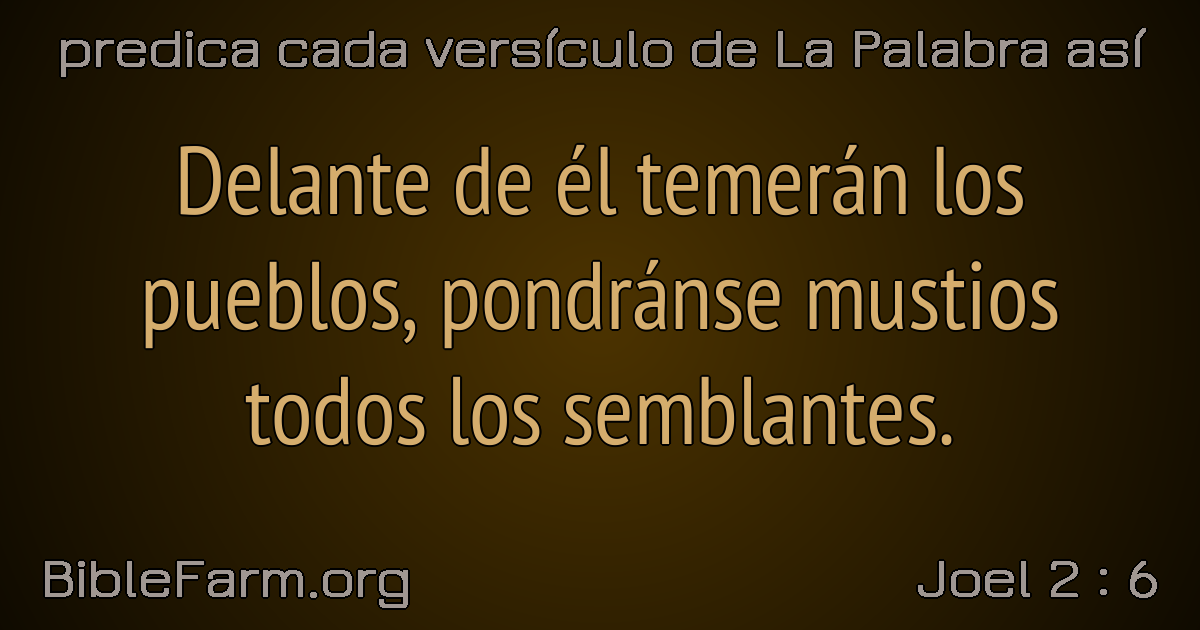 predica cada versículo de La Palabra así
Delante de él temerán los
pueblos, pondránse mustios
todos los semblantes.
BibleFarm.org
Joel 2 : 6